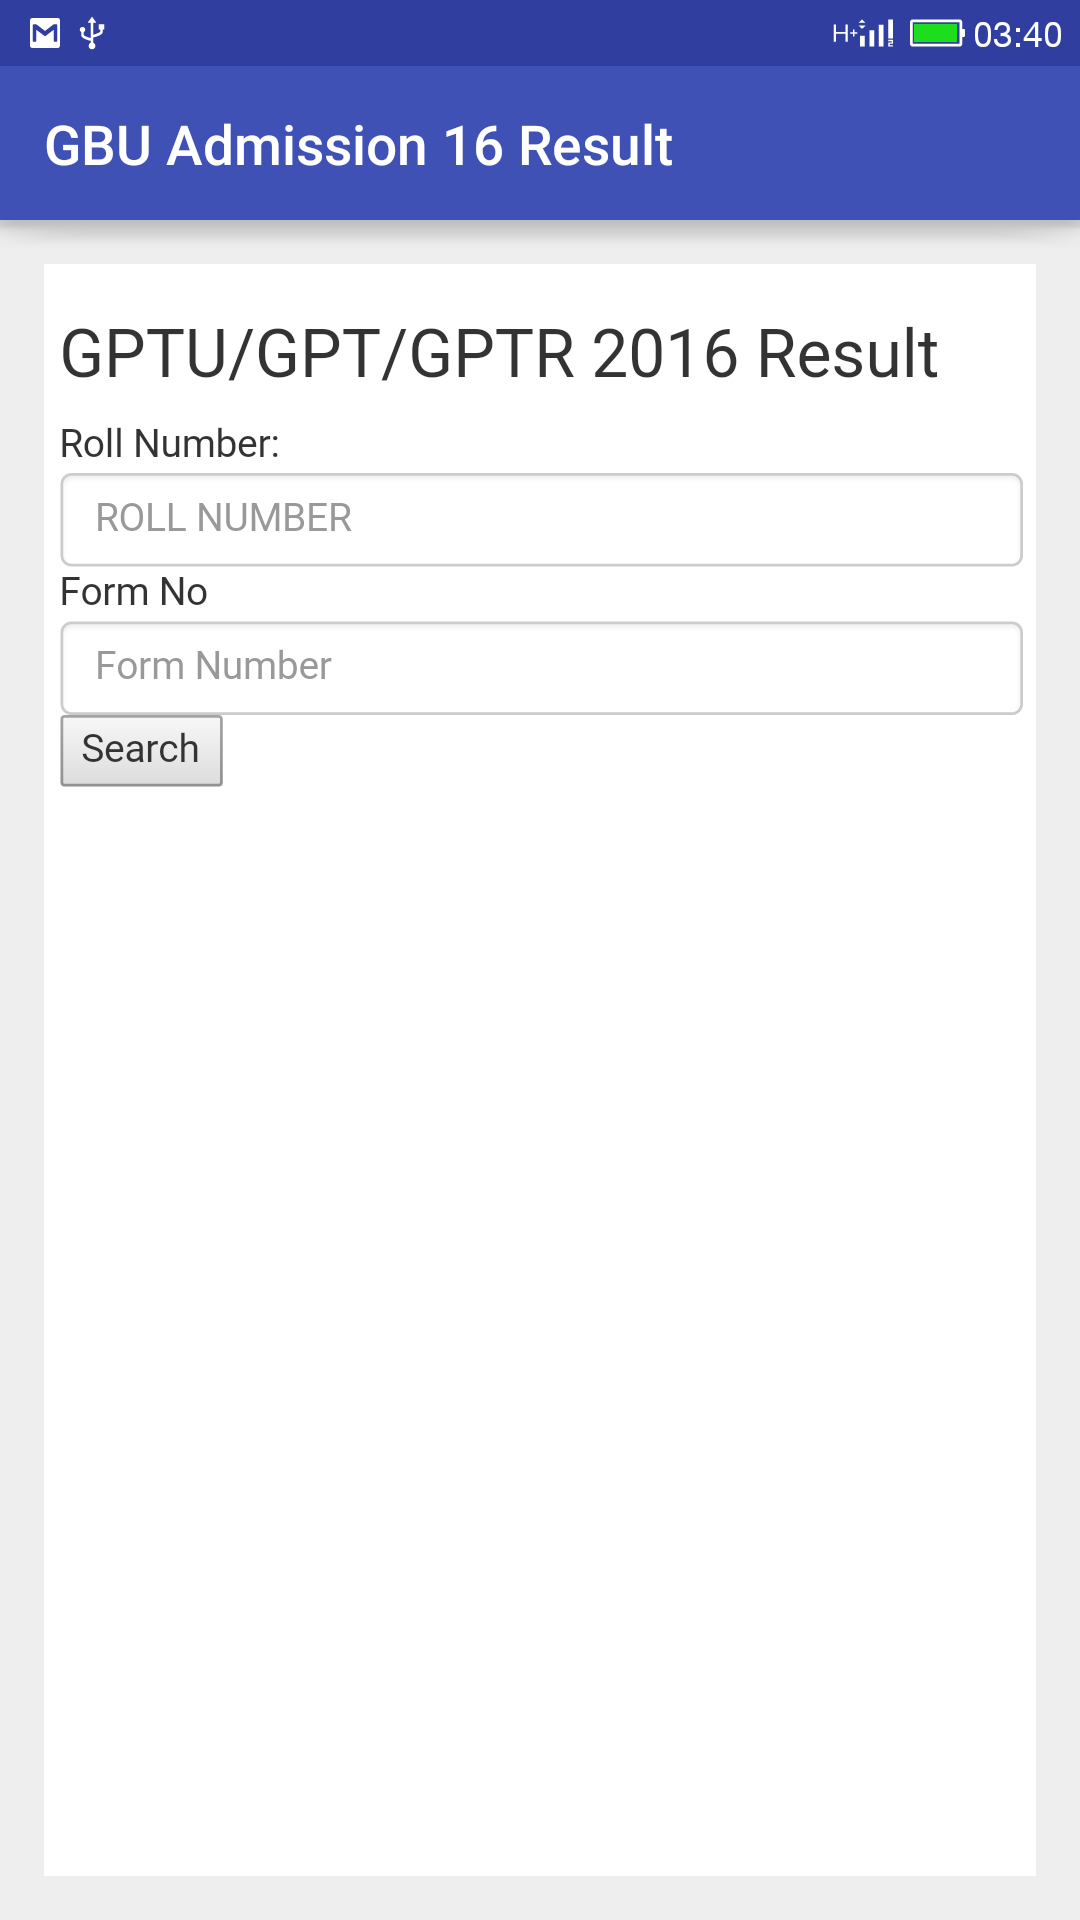 H+ 2 03:40
GBU Admission 16 Result
GPTU/GPT/GPTR 2016 Result
Roll Number:
ROLL NUMBER
Form No
Form Number
Search